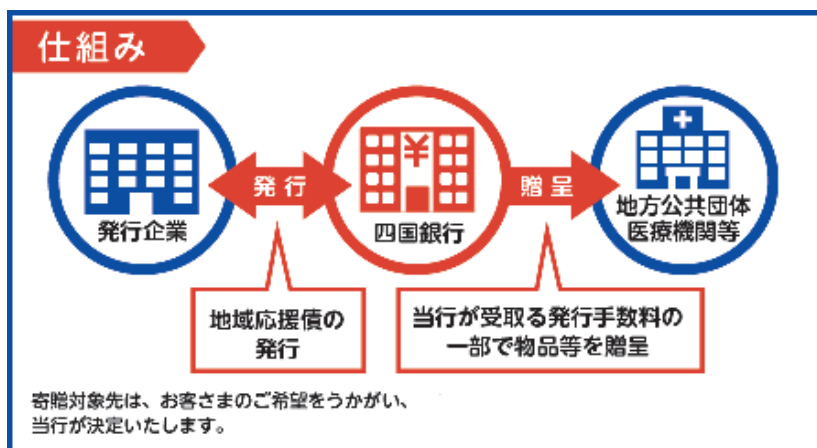 仕組み
発行企業
発行
¥
四国銀行
贈呈
地方公共団体
医療機関等
地域応援債の
発行
当行が受取る発行手数料の
一部で物品等を贈呈
寄贈対象先は、お客さまのご希望をうかがい、
当行が決定いたします。